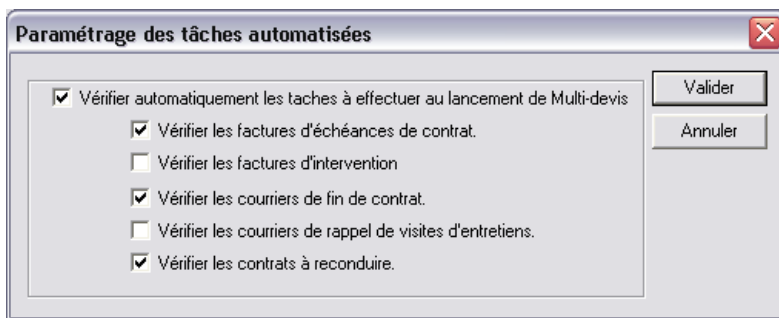 Paramétrage des tâches automatisées
Vérifier automatiquement les taches à effectuer au lancement de Multi-devis
Vérifier les factures d'échéances de contrat.
Vérifier les factures d'intervention
Vérifier les courriers de fin de contrat.
Vérifier les courriers de rappel de visites d'entretiens.
Vérifier les contrats à reconduire.
Valider
Annuler